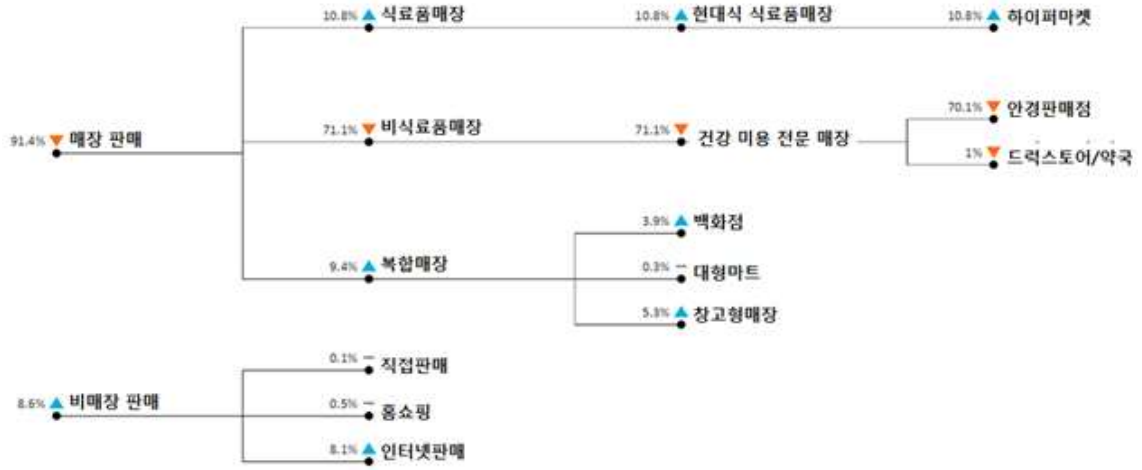 10.8% ▲ 식료품매장
10.8% ▲ 현대식 식료품매장
10.8% ▲ 하이퍼마켓
91.4% ▼ 매장 판매
71.1% ▼ 비식료품매장
71.1% ▼ 건강 미용 전문 매장
70.1% ▼ 안경판매점
1% ▼ 드럭스토어/약국
9.4% ▲ 복합매장
3.9% ▲ 백화점
0.3% – 대형마트
5.3% ▲ 창고형매장
8.6% ▲ 비매장 판매
0.1% – 직접판매
0.5% – 홈쇼핑
8.1% ▲ 인터넷판매